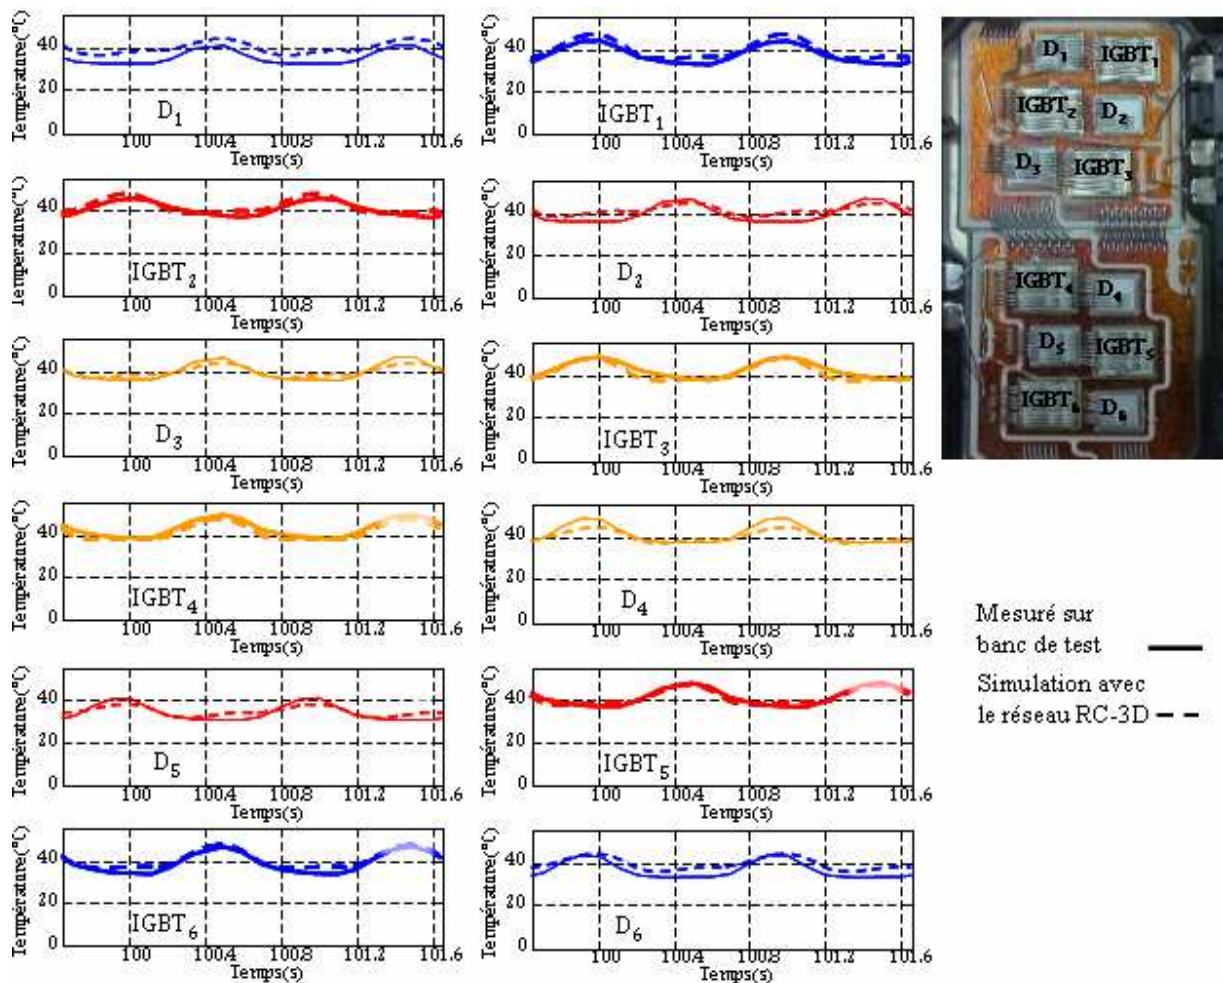 Température(°C)
40
20
0
D1
100
100.4
100.8
101.2
101.6
Temps(s)
Température(°C)
40
20
0
IGBT1
100
100.4
100.8
101.2
101.6
Temps(s)
D1
IGBT1
IGBT2
D2
D3
IGBT3
IGBT4
D4
D5
IGBT5
IGBT6
D6
Température(°C)
40
20
0
IGBT2
100
100.4
100.8
101.2
101.6
Temps(s)
Température(°C)
40
20
0
D2
100
100.4
100.8
101.2
101.6
Temps(s)
Température(°C)
40
20
0
D3
100
100.4
100.8
101.2
101.6
Temps(s)
Température(°C)
40
20
0
IGBT3
100
100.4
100.8
101.2
101.6
Temps(s)
Température(°C)
40
20
0
IGBT4
100
100.4
100.8
101.2
101.6
Temps(s)
Température(°C)
40
20
0
D4
100
100.4
100.8
101.2
101.6
Temps(s)
Mesuré sur
banc de test
Simulation avec
le réseau RC-3D
Température(°C)
40
20
0
D5
100
100.4
100.8
101.2
101.6
Temps(s)
Température(°C)
40
20
0
IGBT5
100
100.4
100.8
101.2
101.6
Temps(s)
Température(°C)
40
20
0
IGBT6
100
100.4
100.8
101.2
101.6
Temps(s)
Température(°C)
40
20
0
D6
100
100.4
100.8
101.2
101.6
Temps(s)